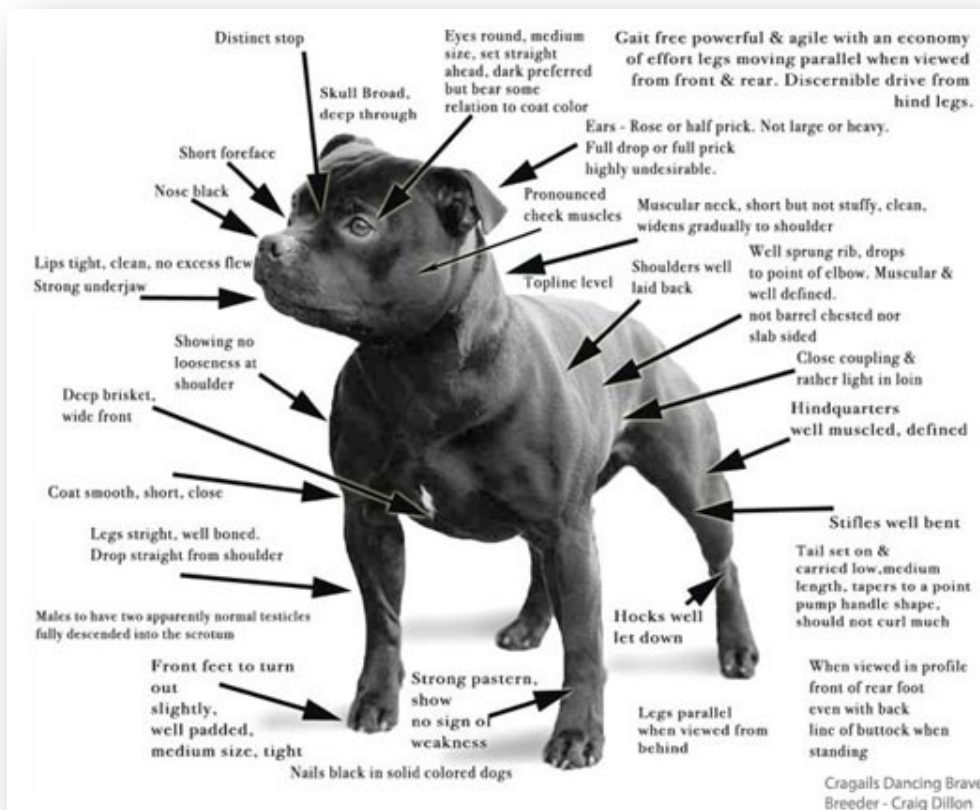 Distinct stop
Eyes round, medium
size, set straight
ahead, dark preferred
but bear some
relation to coat color
Gait free powerful & agile with an economy
of effort legs moving parallel when viewed
from front & rear. Discernible drive from
hind legs.
Skull Broad,
deep through
Ears - Rose or half prick. Not large or heavy.
Full drop or full prick
highly undesirable.
Short foreface
Nose black
Pronounced
cheek muscles
Muscular neck, short but not stuffy, clean,
widens gradually to shoulder
Lips tight, clean, no excess flew
Strong underjaw
Topline level
Shoulders well
laid back
Well sprung rib, drops
to point of elbow. Muscular &
well defined.
not barrel chested nor
slab sided
Showing no
looseness at
shoulder
Close coupling &
rather light in loin
Deep brisket,
wide front
Hindquarters
well muscled, defined
Coat smooth, short, close
Stifles well bent
Legs stright, well boned.
Drop straight from shoulder
Tail set on &
carried low,medium
length, tapers to a point
pump handle shape,
should not curl much
Males to have two apparently normal testicles
fully descended into the scrotum
Hocks well
let down
Front feet to turn
out
slightly,
well padded,
medium size, tight
Strong pastern,
show
no sign of
weakness
Legs parallel
when viewed from
behind
When viewed in profile
front of rear foot
even with back
line of buttock when
standing
Nails black in solid colored dogs
Cragails Dancing Brave
Breeder - Craig Dillon